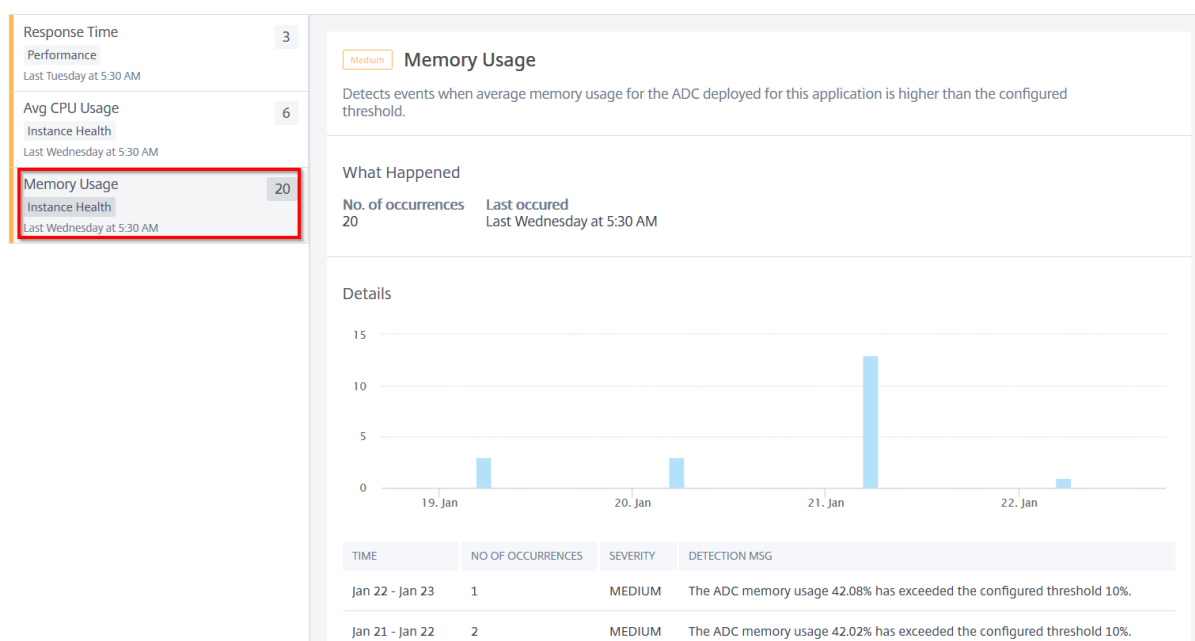 Response Time
3
Performance
Last Tuesday at 5:30 AM
Avg CPU Usage
6
Instance Health
Last Wednesday at 5:30 AM
Memory Usage
20
Instance Health
Last Wednesday at 5:30 AM
Medium Memory Usage
Detects events when average memory usage for the ADC deployed for this application is higher than the configured
threshold.
What Happened
No. of occurrences Last occured
20 Last Wednesday at 5:30 AM
Details
15
10
5
0
19. Jan 20. Jan 21. Jan 22. Jan
TIME NO OF OCCURRENCES SEVERITY DETECTION MSG
Jan 22 - Jan 23 1 MEDIUM The ADC memory usage 42.08% has exceeded the configured threshold 10%.
Jan 21 - Jan 22 2 MEDIUM The ADC memory usage 42.02% has exceeded the configured threshold 10%.